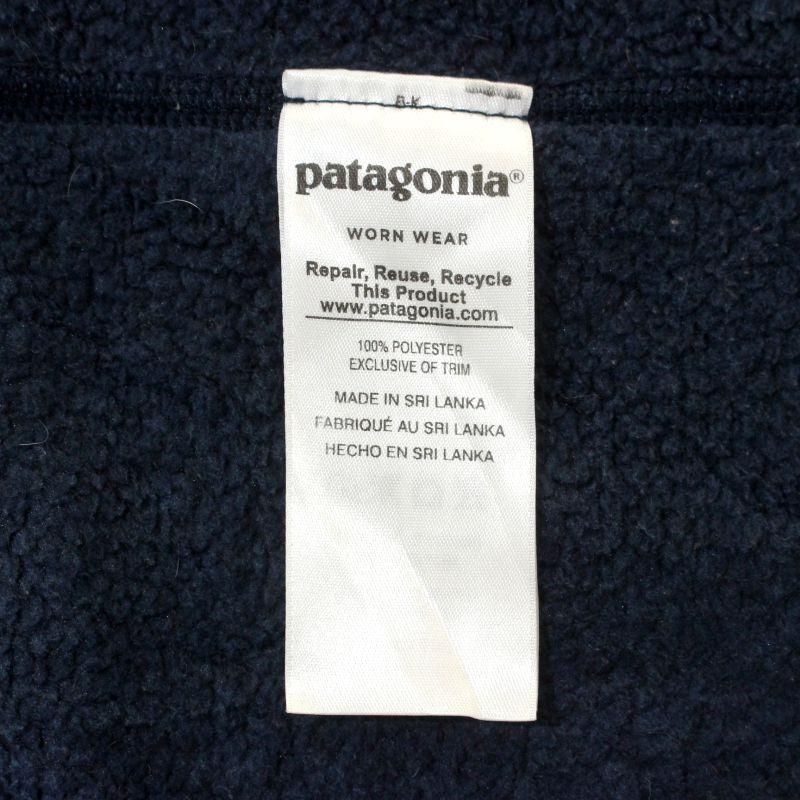 R-K
patagonia®
WORN WEAR
Repair, Reuse, Recycle
This Product
www.patagonia.com
100% POLYESTER
EXCLUSIVE OF TRIM
MADE IN SRI LANKA
FABRIQUÉ AU SRI LANKA
HECHO EN SRI LANKA